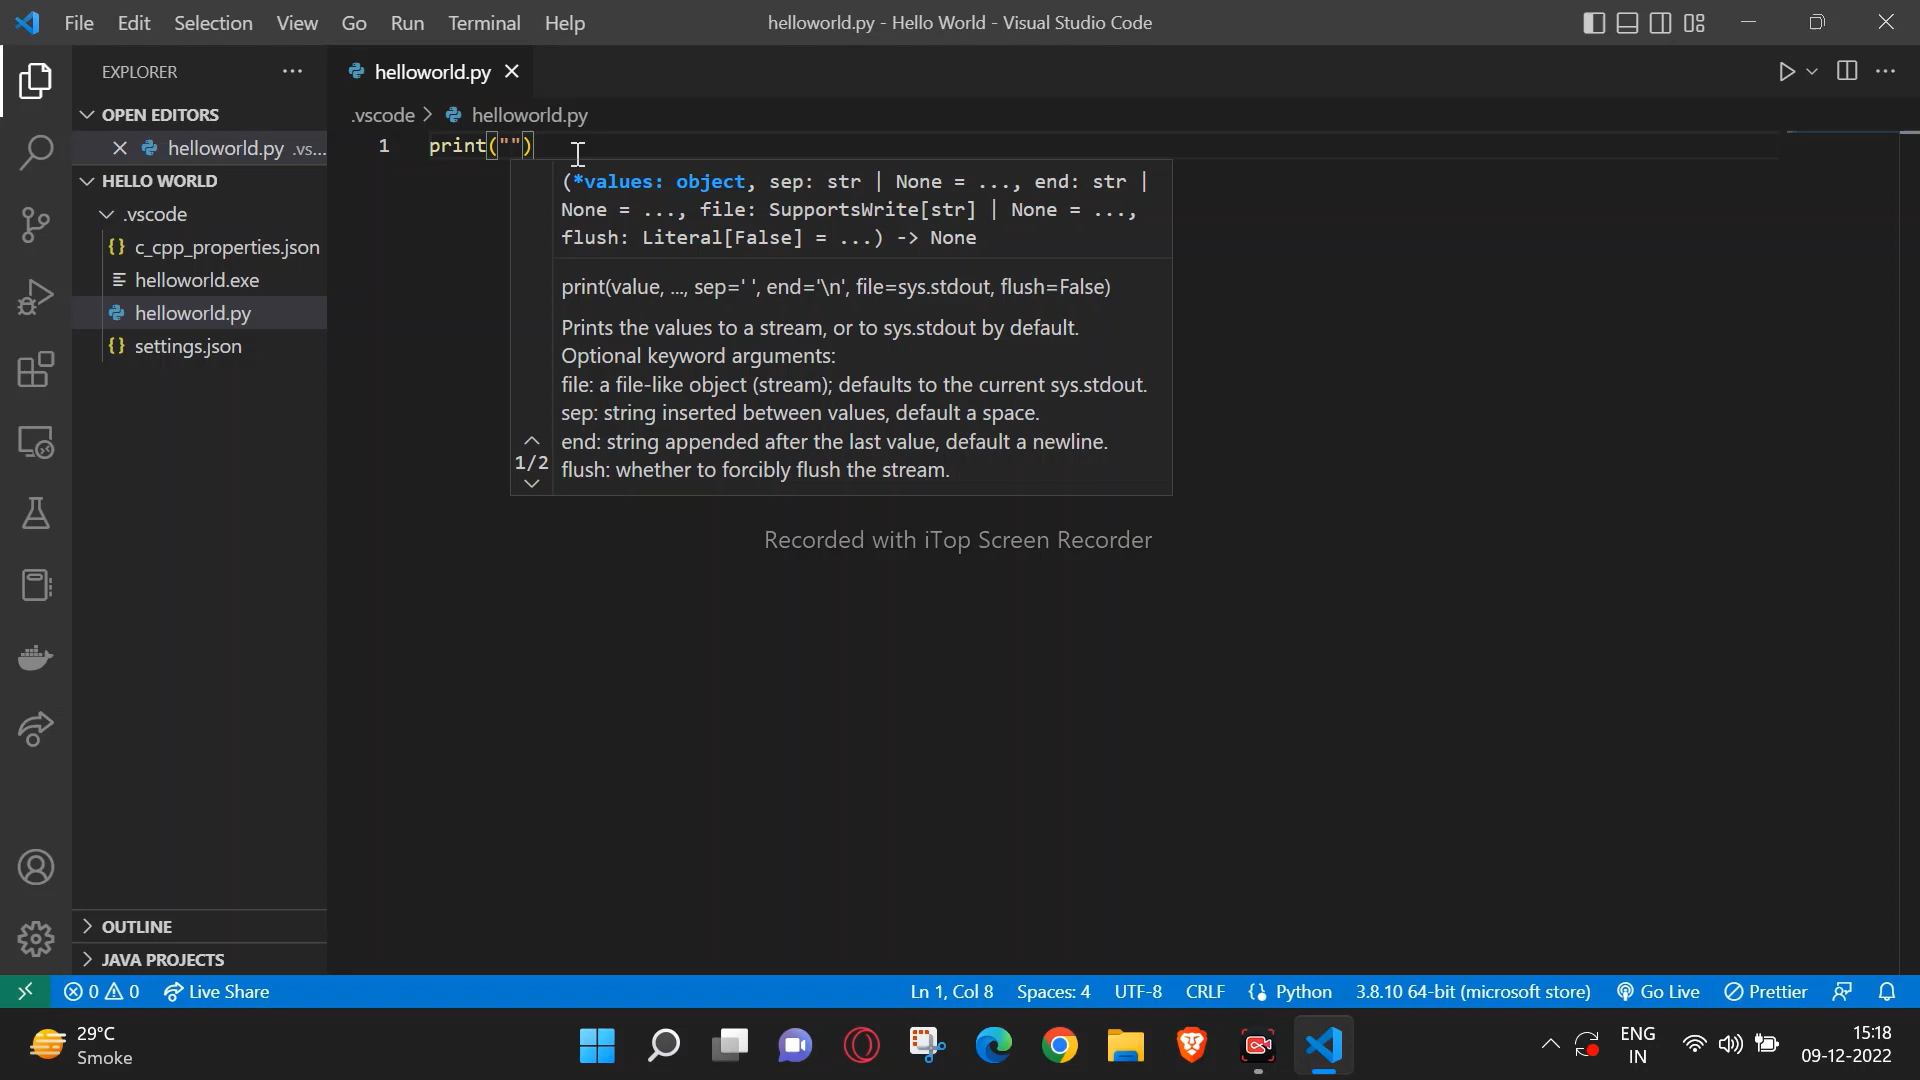 File Edit Selection View Go Run Terminal Help
helloworld.py - Hello World - Visual Studio Code
EXPLORER
helloworld.py
OPEN EDITORS
helloworld.py .vs...
HELLO WORLD
.vscode
c_cpp_properties.json
helloworld.exe
helloworld.py
settings.json
.vscode > helloworld.py
1 print("")
(*values: object, sep: str | None = ..., end: str |
None = ..., file: SupportsWrite[str] | None = ...,
flush: Literal[False] = ...) -> None
print(value, ..., sep=' ', end='\n', file=sys.stdout, flush=False)
Prints the values to a stream, or to sys.stdout by default.
Optional keyword arguments:
file: a file-like object (stream); defaults to the current sys.stdout.
sep: string inserted between values, default a space.
end: string appended after the last value, default a newline.
1/2
flush: whether to forcibly flush the stream.
Recorded with iTop Screen Recorder
OUTLINE
JAVA PROJECTS
0 0 Live Share
Ln 1, Col 8 Spaces: 4 UTF-8 CRLF Python 3.8.10 64-bit (microsoft store) Go Live Prettier
29°C
Smoke
ENG
IN
15:18
09-12-2022